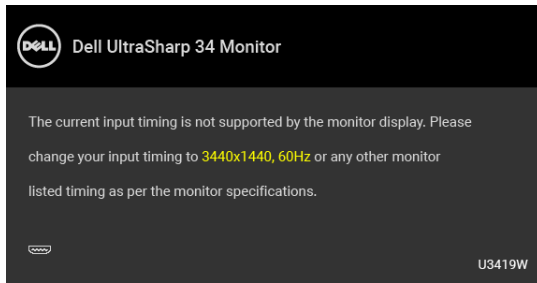 DELL
Dell UltraSharp 34 Monitor
The current input timing is not supported by the monitor display. Please
change your input timing to 3440x1440, 60Hz or any other monitor
listed timing as per the monitor specifications.
U3419W